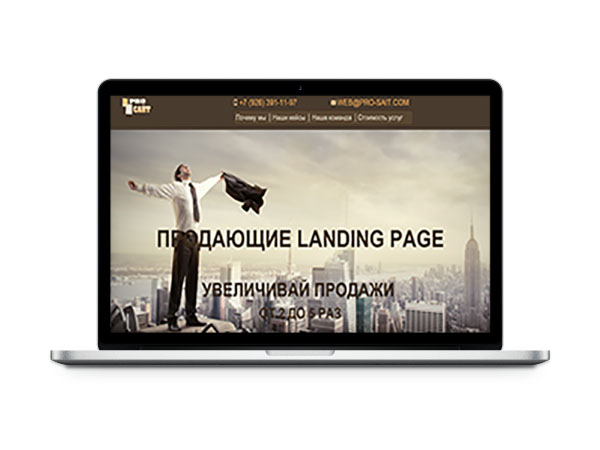 PRO
САЙТ
+7 (926) 391-11-97
WEB@PRO-SAIT.COM
Почему мы | Наши кейсы | Наша команда | Стоимость услуг
ПРОДАЮЩИЕ LANDING PAGE
УВЕЛИЧИВАЙ ПРОДАЖИ
ОТ 2 ДО 5 РАЗ